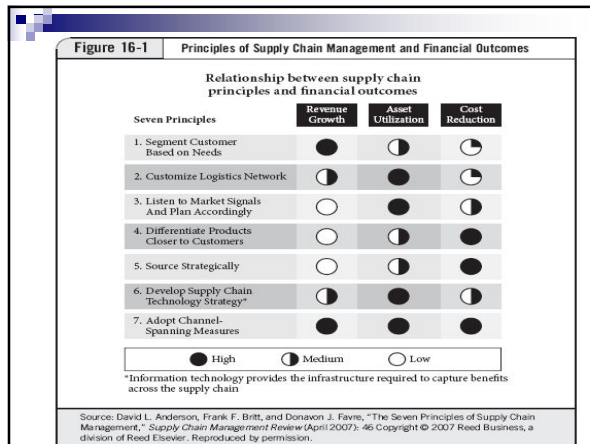 Figure 16-1 Principles of Supply Chain Management and Financial Outcomes
Relationship between supply chain
principles and financial outcomes
Seven Principles
Revenue
Growth
Asset
Utilization
Cost
Reduction
1. Segment Customer
Based on Needs
2. Customize Logistics Network
3. Listen to Market Signals
And Plan Accordingly
4. Differentiate Products
Closer to Customers
5. Source Strategically
6. Develop Supply Chain
Technology Strategy*
7. Adopt Channel-
Spanning Measures
High Medium Low
*Information technology provides the infrastructure required to capture benefits
across the supply chain
Source: David L. Anderson, Frank F. Britt, and Donavon J. Favre, "The Seven Principles of Supply Chain
Management," Supply Chain Management Review (April 2007): 46 Copyright © 2007 Reed Business, a
division of Reed Elsevier. Reproduced by permission.